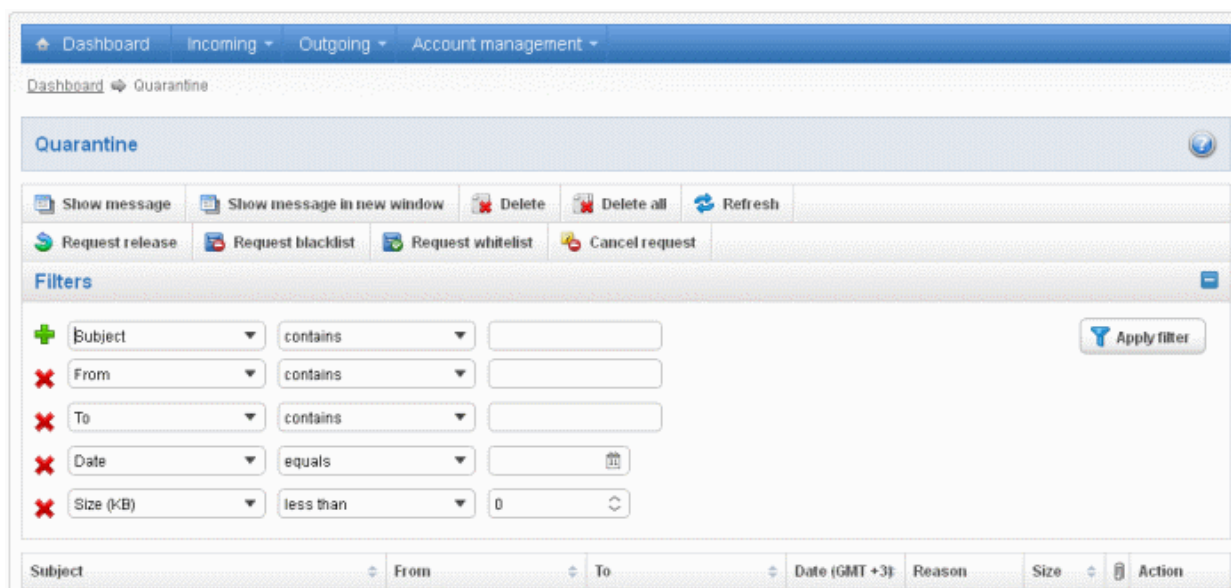 Dashboard Incoming Outgoing Account management
Dashboard Quarantine
Quarantine
Show message Show message in new window Delete Delete all Refresh
Request release Request blacklist Request whitelist Cancel request
Filters
Subject contains Apply filter
From contains
To contains
Date equals
Size (KB) less than 0
Subject From To Date (GMT +3) Reason Size Action